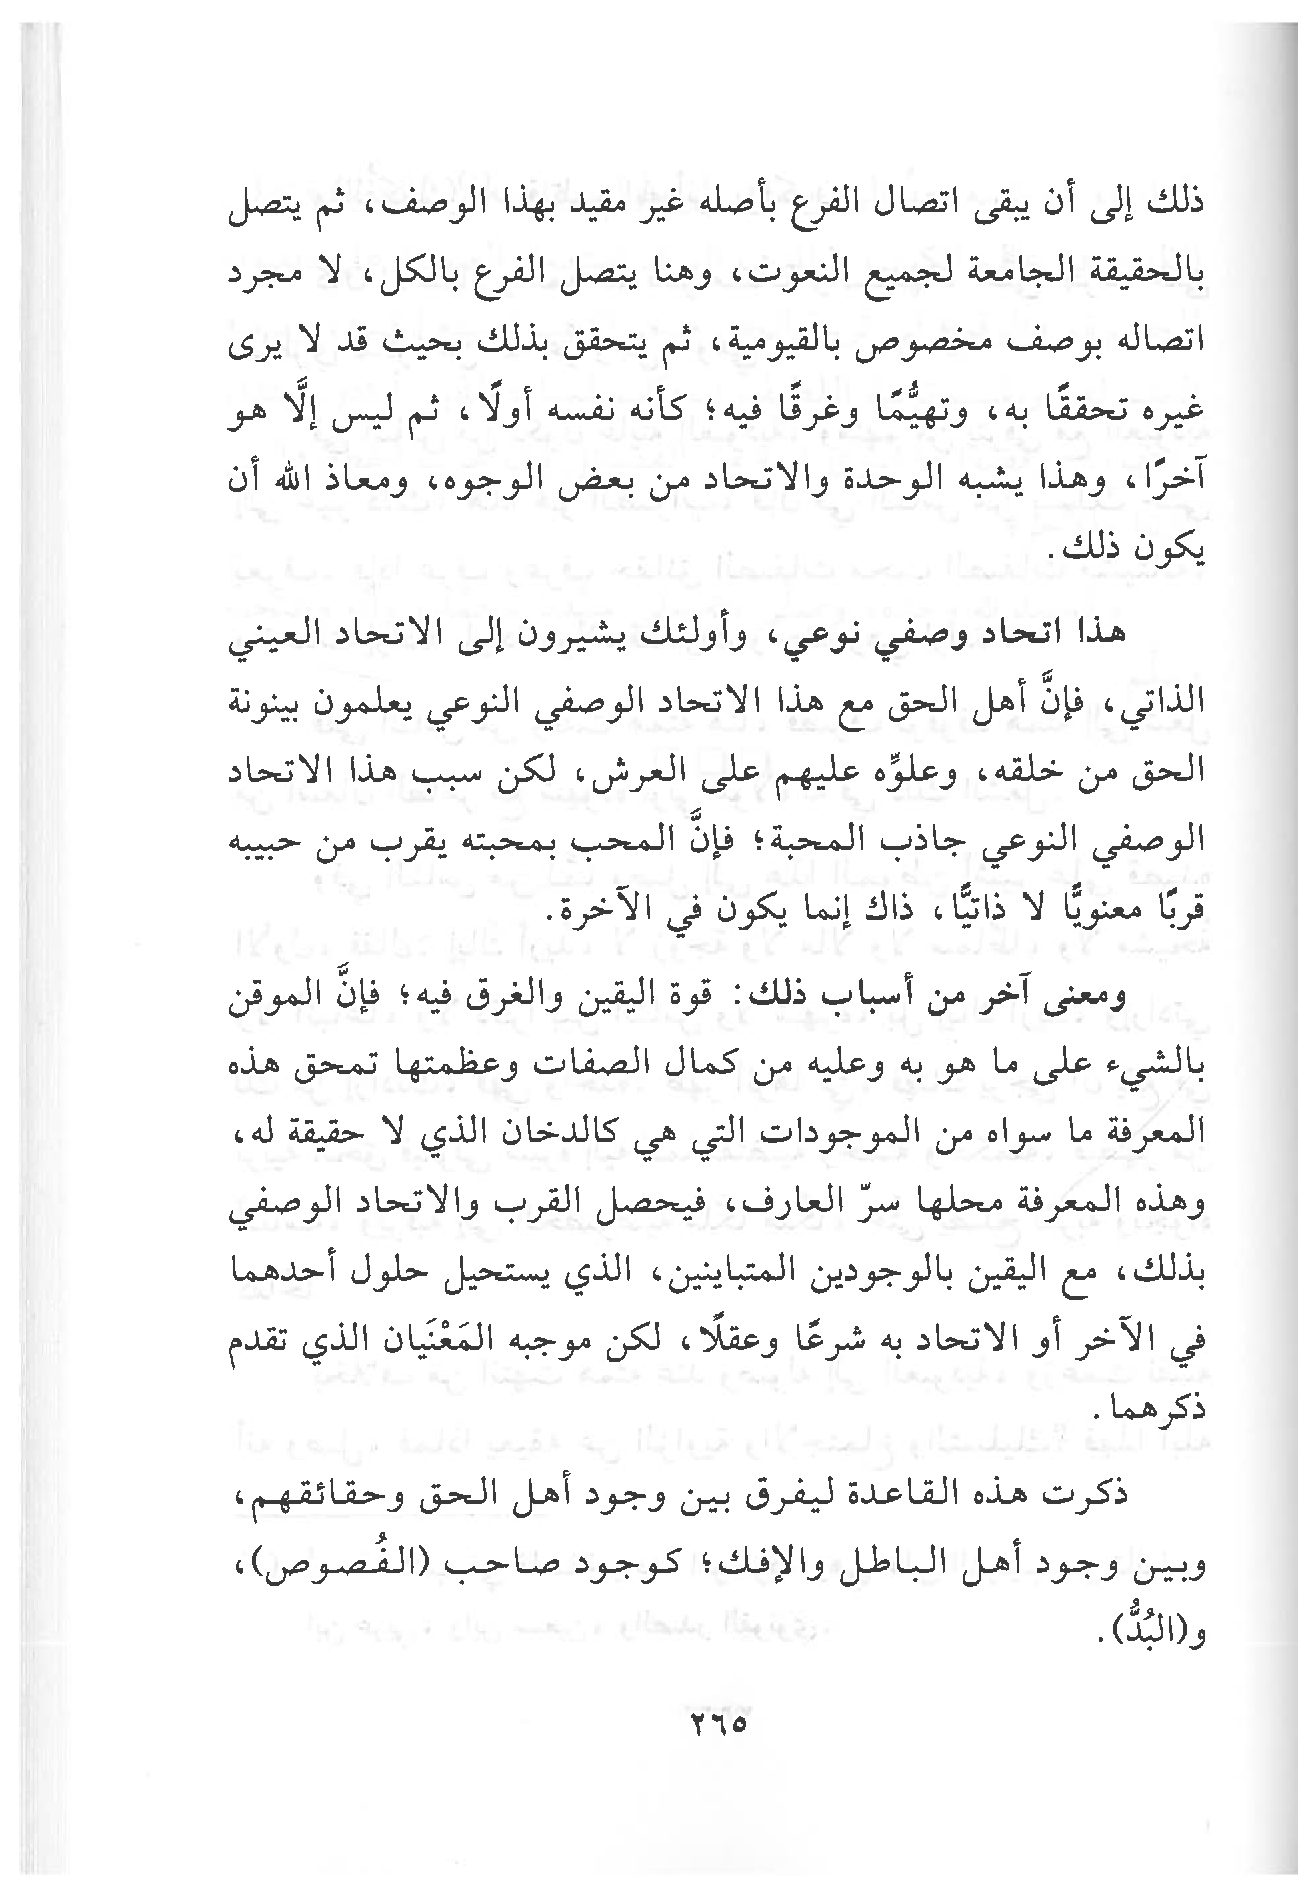 ذلك إلى أن يبقى اتصال الفرع بأصله غير مقيد بهذا الوصف، ثم يتصل
بالحقيقة الجامعة لجميع النعوت، وهنا يتصل الفرع بالكل، لا مجرد
اتصاله بوصف مخصوص بالقيومية، ثم يتحقق بذلك بحيث قد لا يرى
غيره تحققًا به، وتهيُّمًا وغرقًا فيه؛ كأنه نفسه أولًا، ثم ليس إلَّا هو
آخرًا، وهذا يشبه الوحدة والاتحاد من بعض الوجوه، ومعاذ الله أن
يكون ذلك.
هذا اتحاد وصفي نوعي، وأولئك يشيرون إلى الاتحاد العيني
الذاتي، فإنَّ أهل الحق مع هذا الاتحاد الوصفي النوعي يعلمون بينونة
الحق من خلقه، وعلوِّه عليهم على العرش، لكن سبب هذا الاتحاد
الوصفي النوعي جاذب المحبة؛ فإنَّ المحب بمحبته يقرب من حبيبه
قربًا معنويًّا لا ذاتيًّا، ذاك إنما يكون في الآخرة.
ومعنى آخر من أسباب ذلك: قوة اليقين والغرق فيه؛ فإنَّ الموقن
بالشيء على ما هو به وعليه من كمال الصفات وعظمتها تمحق هذه
المعرفة ما سواه من الموجودات التي هي كالدخان الذي لا حقيقة له،
وهذه المعرفة محلها سرّ العارف، فيحصل القرب والاتحاد الوصفي
بذلك، مع اليقين بالوجودين المتباينين، الذي يستحيل حلول أحدهما
في الآخر أو الاتحاد به شرعًا وعقلًا، لكن موجبه المَعْنَيان الذي تقدم
ذكرهما.
ذكرت هذه القاعدة ليفرق بين وجود أهل الحق وحقائقهم،
وبين وجود أهل الباطل والإفك؛ كوجود صاحب (الفُصوص)،
و(البُدُّ).
٢٦٥